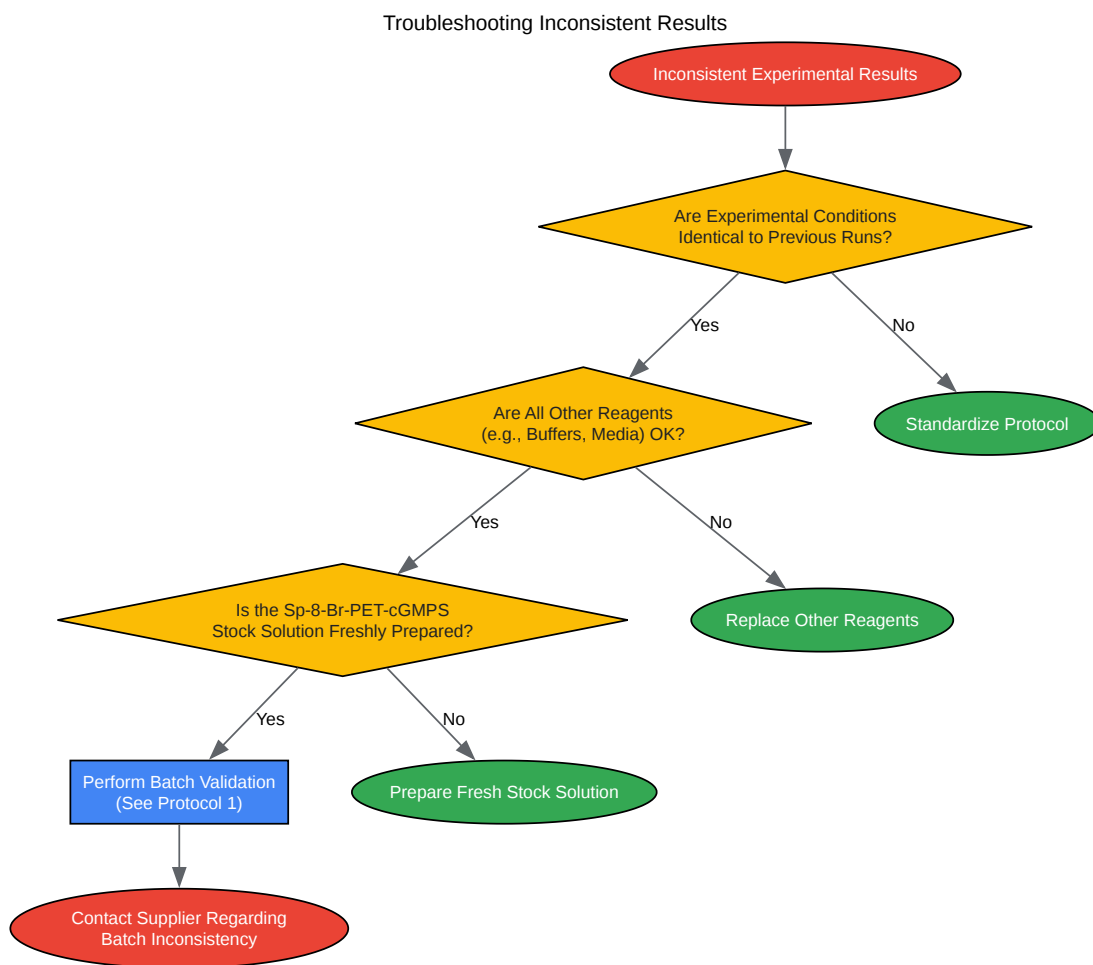 Troubleshooting Inconsistent Results
Inconsistent Experimental Results
Are Experimental Conditions
Identical to Previous Runs?
Yes
No
Are All Other Reagents
(e.g., Buffers, Media) OK?
Standardize Protocol
Yes
No
Is the Sp-8-Br-PET-cGMPS
Stock Solution Freshly Prepared?
Replace Other Reagents
Yes
No
Perform Batch Validation
(See Protocol 1)
Prepare Fresh Stock Solution
Contact Supplier Regarding
Batch Inconsistency